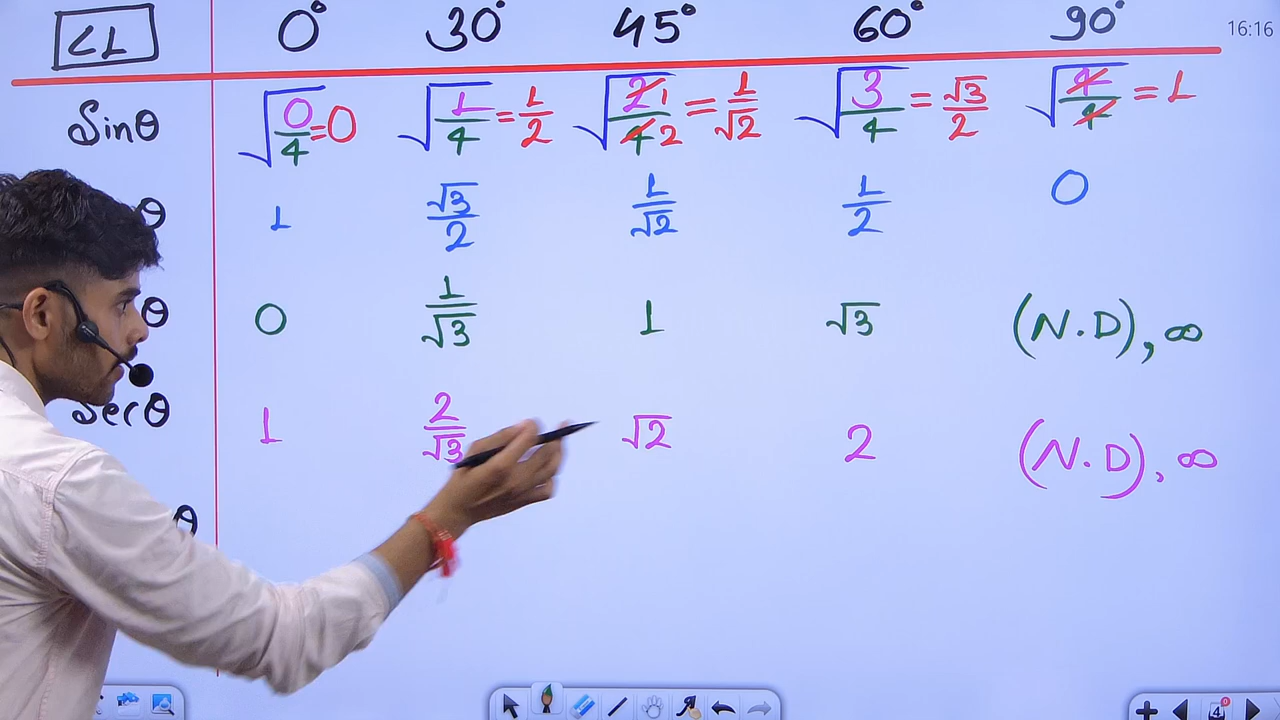 ∠L 0° 30° 45° 60° 90° 16:16
Sinθ √0/4=0 √1/4=1/2 √21/42=1/√2 √3/4=√3/2 √4/4=1
θ 1 √3/2 1/√2 1/2 0
θ 0 1/√3 1 √3 (N.D),∞
Secθ 1 2/√3 √2 2 (N.D),∞
θ
4